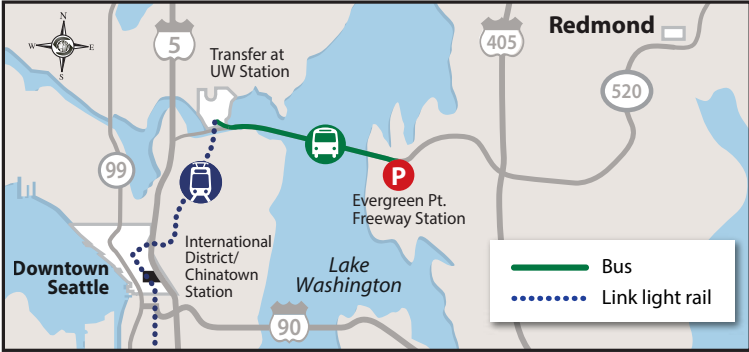 N
W
E
S
5
Transfer at
UW Station
405
Redmond
520
99
P
Evergreen Pt.
Freeway Station
International
District/
Chinatown
Station
Downtown
Seattle
Lake
Washington
90
Bus
Link light rail